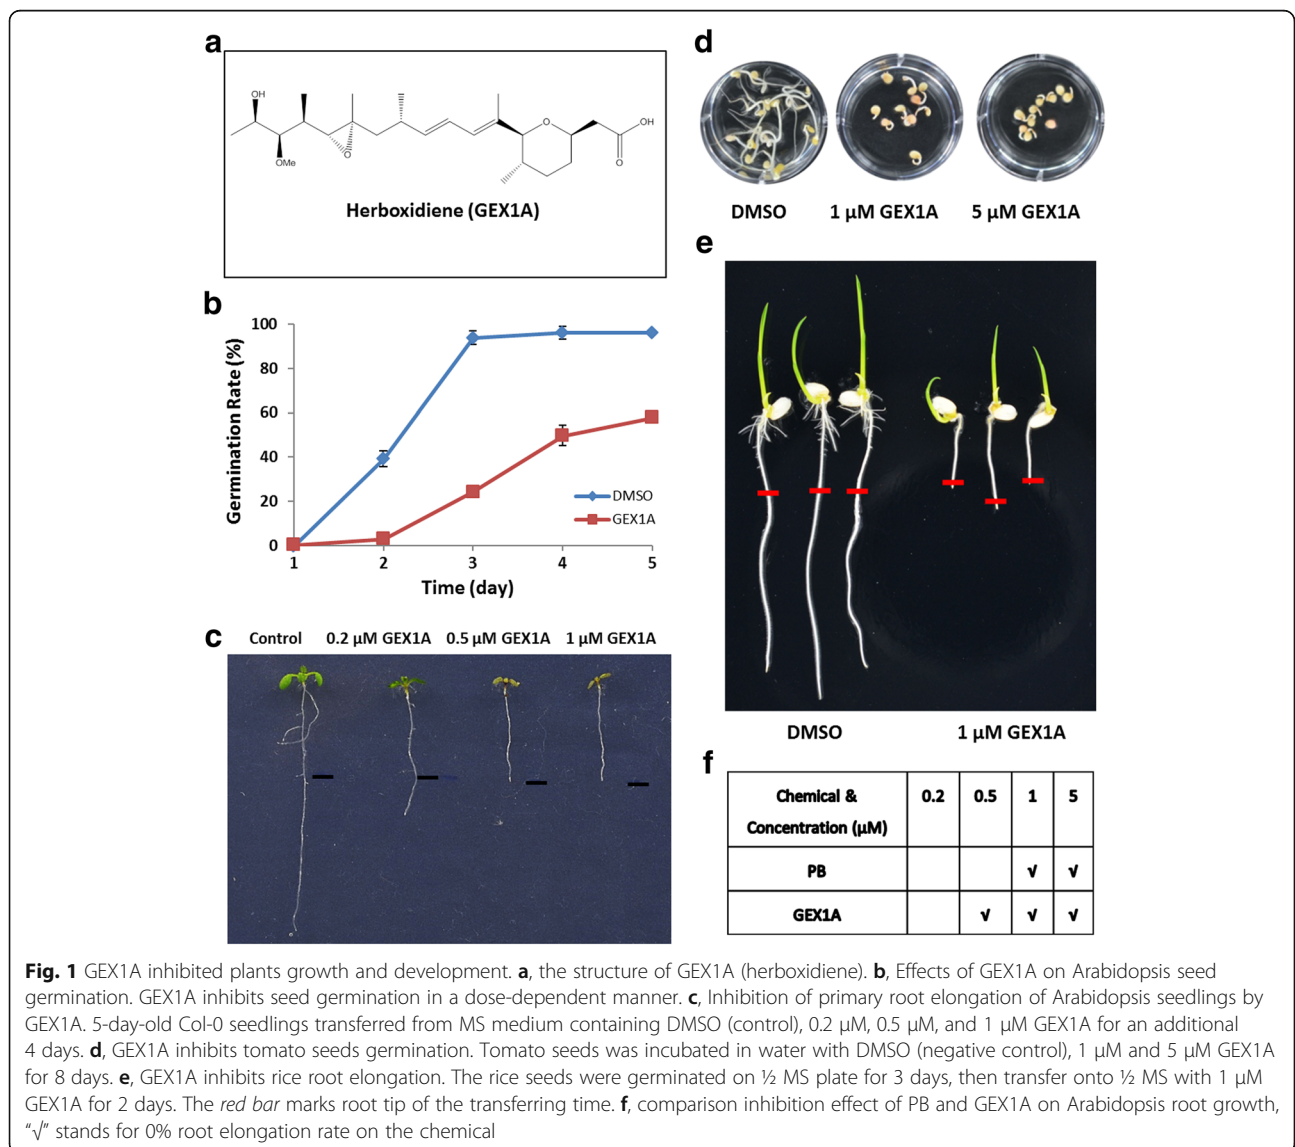 a
OH
OMe
O
O
O
OH
Herboxidiene (GEX1A)
b
Germination Rate (%)
100
80
60
40
20
0
1 2 3 4 5
Time (day)
DMSO
GEX1A
c
Control 0.2 µM GEX1A 0.5 µM GEX1A 1 µM GEX1A
d
DMSO 1 µM GEX1A 5 µM GEX1A
e
DMSO 1 µM GEX1A
f
Chemical & Concentration (µM) 0.2 0.5 1 5
PB √ √
GEX1A √ √ √
Fig. 1 GEX1A inhibited plants growth and development. a, the structure of GEX1A (herboxidiene). b, Effects of GEX1A on Arabidopsis seed
germination. GEX1A inhibits seed germination in a dose-dependent manner. c, Inhibition of primary root elongation of Arabidopsis seedlings by
GEX1A. 5-day-old Col-0 seedlings transferred from MS medium containing DMSO (control), 0.2 µM, 0.5 µM, and 1 µM GEX1A for an additional
4 days. d, GEX1A inhibits tomato seeds germination. Tomato seeds was incubated in water with DMSO (negative control), 1 µM and 5 µM GEX1A
for 8 days. e, GEX1A inhibits rice root elongation. The rice seeds were germinated on ½ MS plate for 3 days, then transfer onto ½ MS with 1 µM
GEX1A for 2 days. The red bar marks root tip of the transferring time. f, comparison inhibition effect of PB and GEX1A on Arabidopsis root growth,
“√” stands for 0% root elongation rate on the chemical